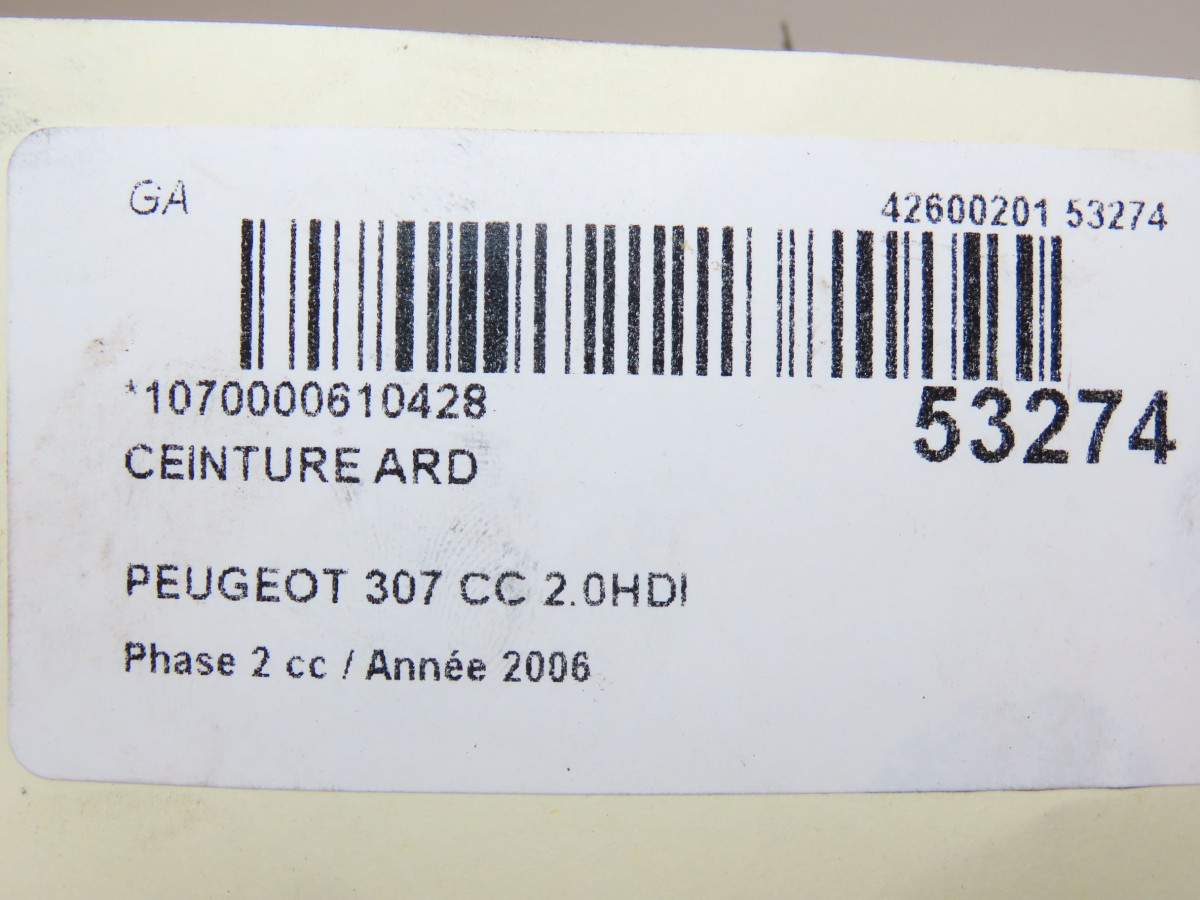 GA 42600201 53274
*1070000610428 53274
CEINTURE ARD
PEUGEOT 307 CC 2.0HDI
Phase 2 cc / Année 2006